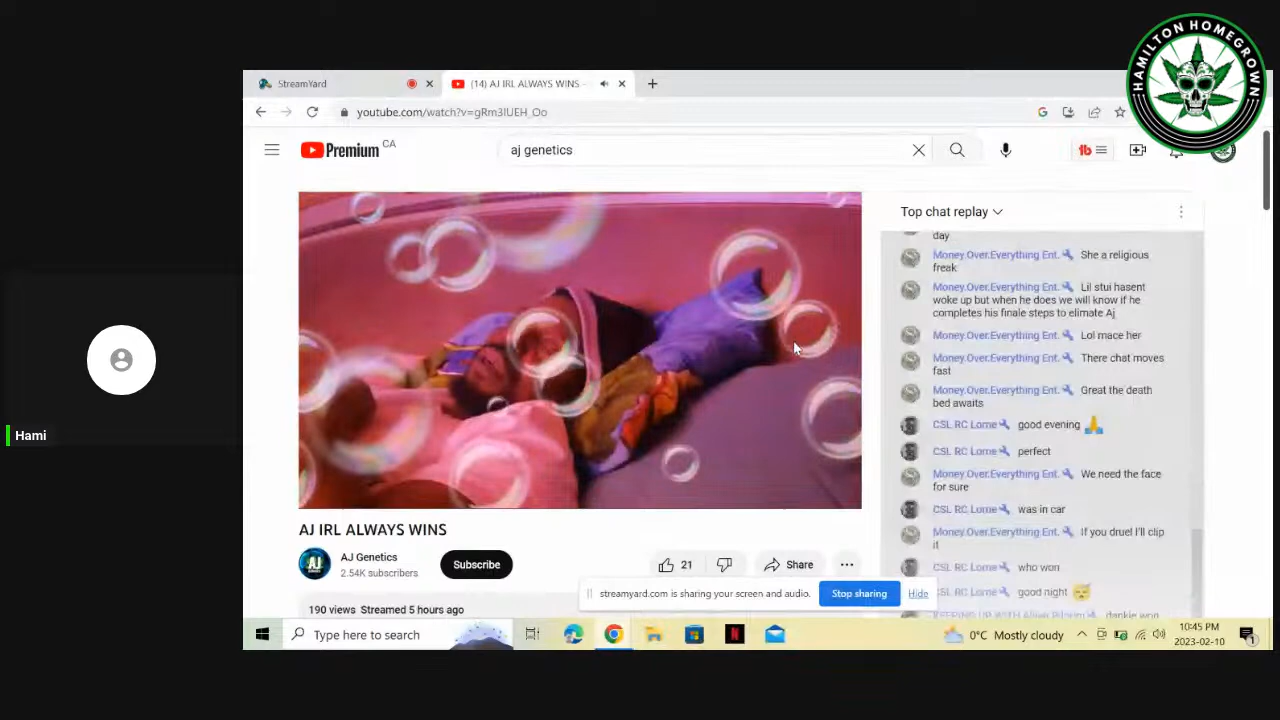 HAMILTON HOMEGROWN
StreamYard
(14) AJ IRL ALWAYS WINS -
youtube.com/watch?v=gRm3lUEH_Oo
Premium CA
aj genetics
Top chat replay
day
Money.Over.Everything Ent. She a religious
freak
Money.Over.Everything Ent. Lil stui hasent
woke up but when he does we will know if he
completes his finale steps to elimate Aj
Money.Over.Everything Ent. Lol mace her
Money.Over.Everything Ent. There chat moves
fast
Money.Over.Everything Ent. Great the death
bed awaits
CSL RC Lorne good evening 🙏
CSL RC Lorne perfect
Money.Over.Everything Ent. We need the face
for sure
CSL RC Lorne was in car
Money.Over.Everything Ent. If you druel I'll clip
it
CSL RC Lorne who won
CSL RC Lorne good night 😴
Hami
AJ IRL ALWAYS WINS
AJ
AJ Genetics
2.54K subscribers
Subscribe
21
Share
190 views Streamed 5 hours ago
streamyard.com is sharing your screen and audio.
Stop sharing
Hide
Type here to search
0°C Mostly cloudy
10:45 PM
2023-02-10
1